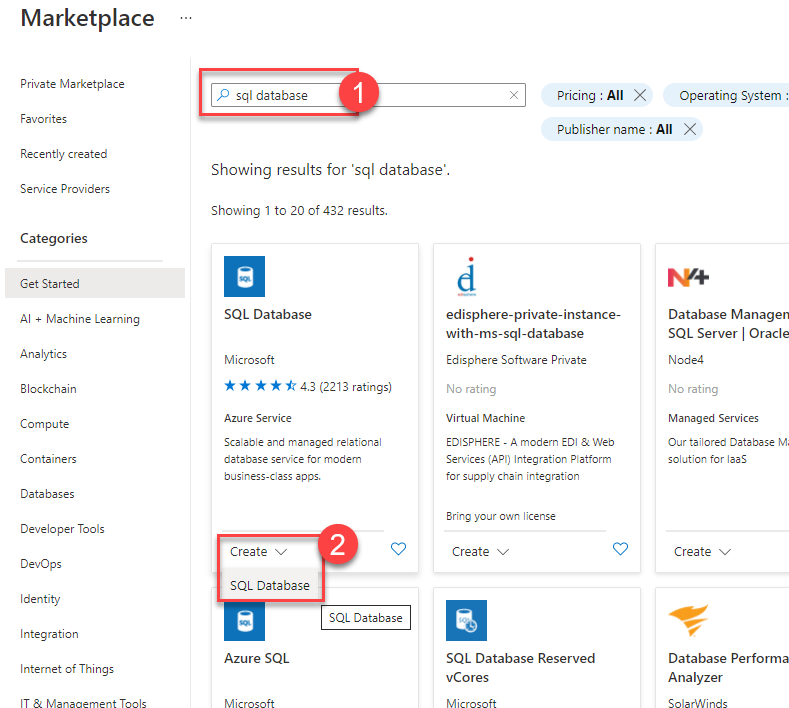 Marketplace ...
Private Marketplace
Favorites
Recently created
Service Providers
Categories
Get Started
AI + Machine Learning
Analytics
Blockchain
Compute
Containers
Databases
Developer Tools
DevOps
Identity
Integration
Internet of Things
IT & Management Tools
sql database
1
Pricing : All
Operating System :
Publisher name : All
Showing results for 'sql database'.
Showing 1 to 20 of 432 results.
SQL
SQL Database
Microsoft
4.3 (2213 ratings)
Azure Service
Scalable and managed relational
database service for modern
business-class apps.
Create
2
SQL Database
edisphere-private-instance-
with-ms-sql-database
Edisphere Software Private
No rating
Virtual Machine
EDISPHERE - A modern EDI & Web
Services (API) Integration Platform
for supply chain integration
Bring your own license
Create
N4+
Database Managem
SQL Server | Oracle
Node4
No rating
Managed Services
Our tailored Database Ma
solution for IaaS
Create
SQL
SQL Database
Azure SQL
Microsoft
SQL
SQL Database Reserved
vCores
Microsoft
Database Performa
Analyzer
SolarWinds